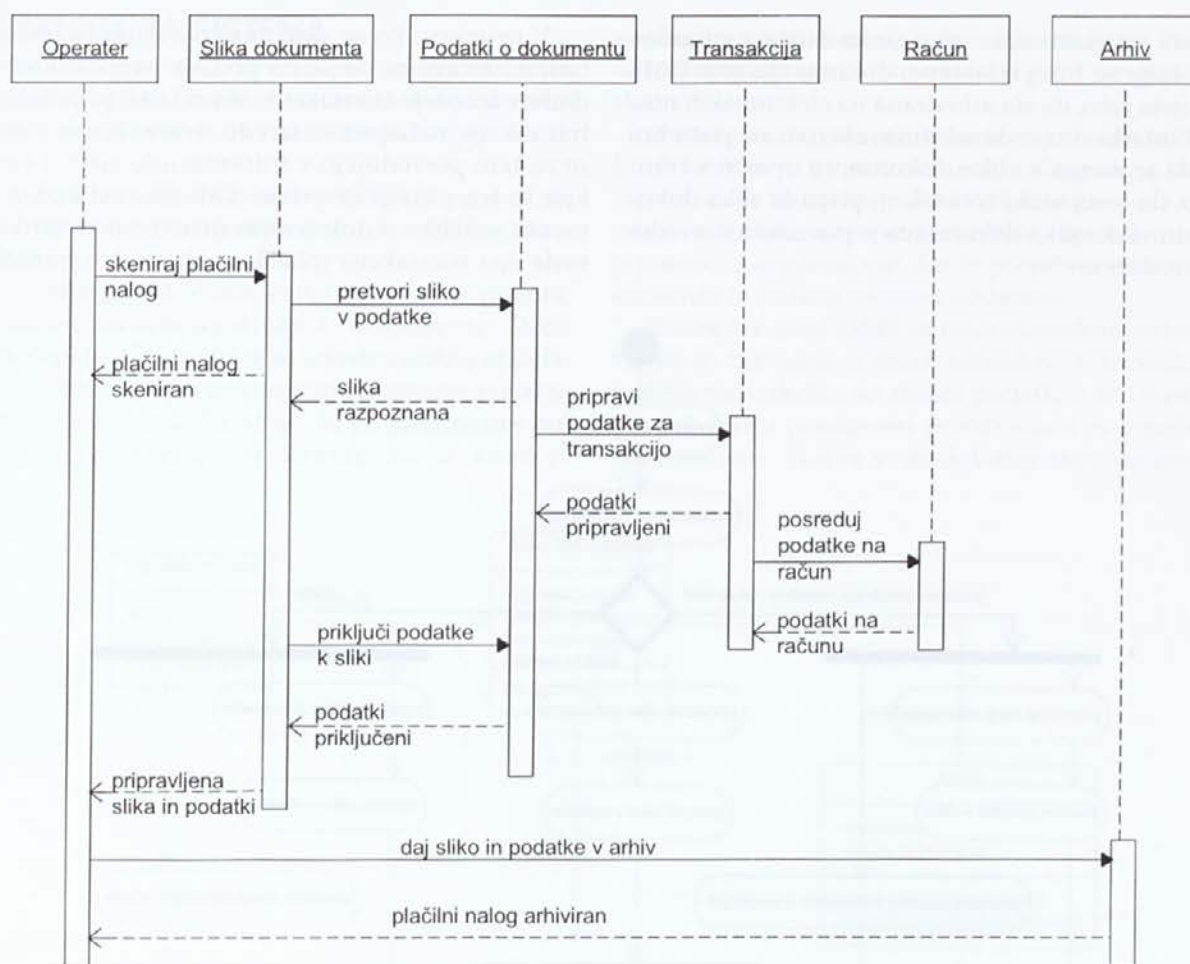 Operater
Slika dokumenta
Podatki o dokumentu
Transakcija
Račun
Arhiv
skeniraj plačilni
nalog
pretvori sliko
v podatke
plačilni nalog
skeniran
slika
razpoznana
pripravi
podatke za
transakcijo
podatki
pripravljeni
posreduj
podatke na
račun
podatki na
računu
priključi podatke
k sliki
podatki
priključeni
pripravljena
slika in podatki
daj sliko in podatke v arhiv
plačilni nalog arhiviran